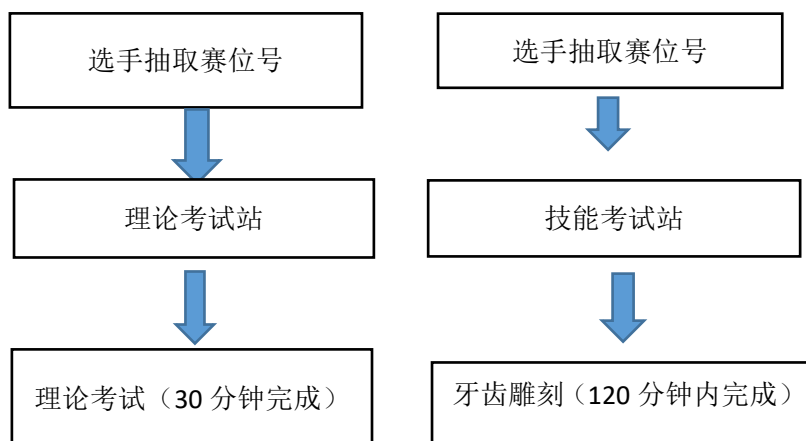 选手抽取赛位号
理论考试站
理论考试（30 分钟完成）
选手抽取赛位号
技能考试站
牙齿雕刻（120 分钟内完成）